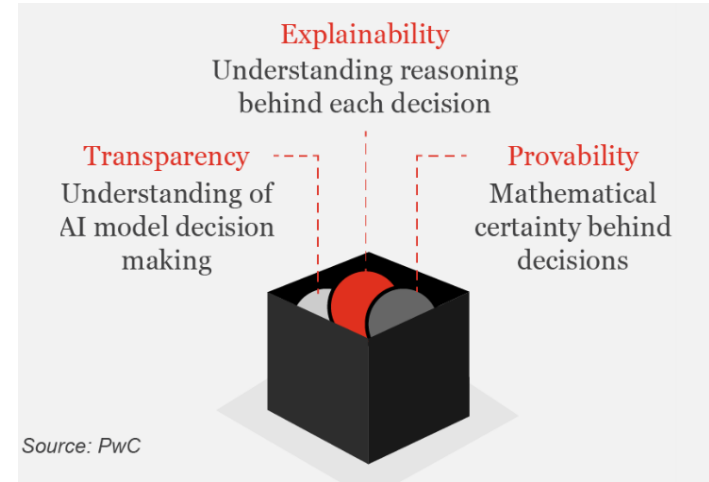 Explainability
Understanding reasoning
behind each decision
Transparency
Understanding of
AI model decision
making
Provability
Mathematical
certainty behind
decisions
Source: PwC